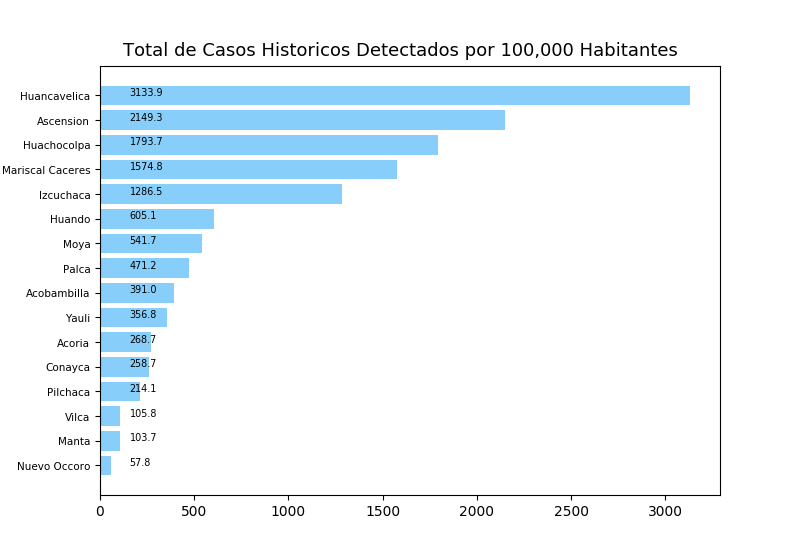 Total de Casos Historicos Detectados por 100,000 Habitantes
Huancavelica 3133.9
Ascension 2149.3
Huachocolpa 1793.7
Mariscal Caceres 1574.8
Izcuchaca 1286.5
Huando 605.1
Moya 541.7
Palca 471.2
Acobambilla 391.0
Yauli 356.8
Acoria 268.7
Conayca 258.7
Pilchaca 214.1
Vilca 105.8
Manta 103.7
Nuevo Occoro 57.8
0 500 1000 1500 2000 2500 3000